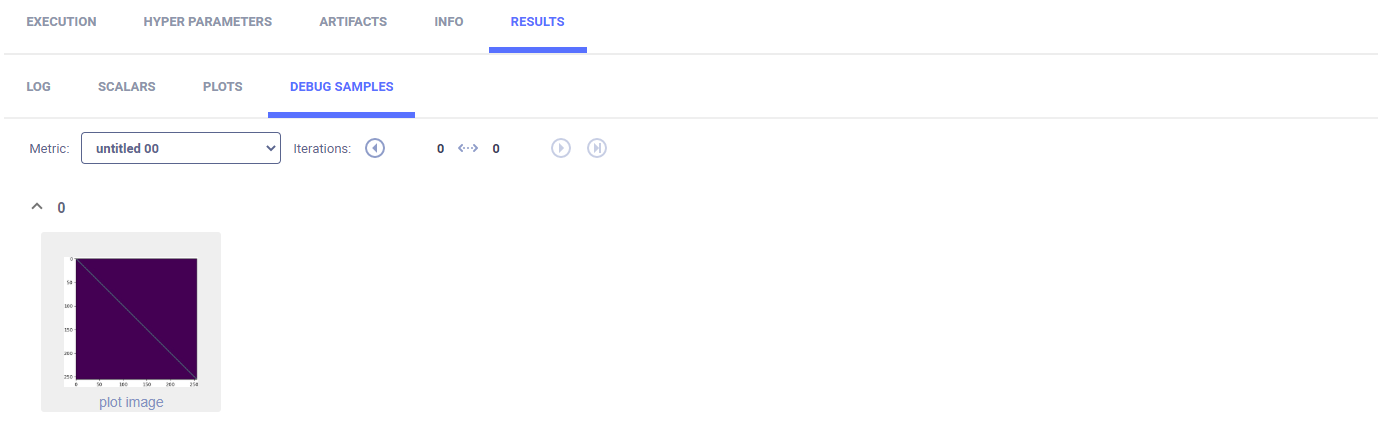 EXECUTION HYPER PARAMETERS ARTIFACTS INFO RESULTS
LOG SCALARS PLOTS DEBUG SAMPLES
Metric: untitled 00 Iterations: 0 0
0
0
50
100
150
200
250
0 50 100 150 200 250
plot image